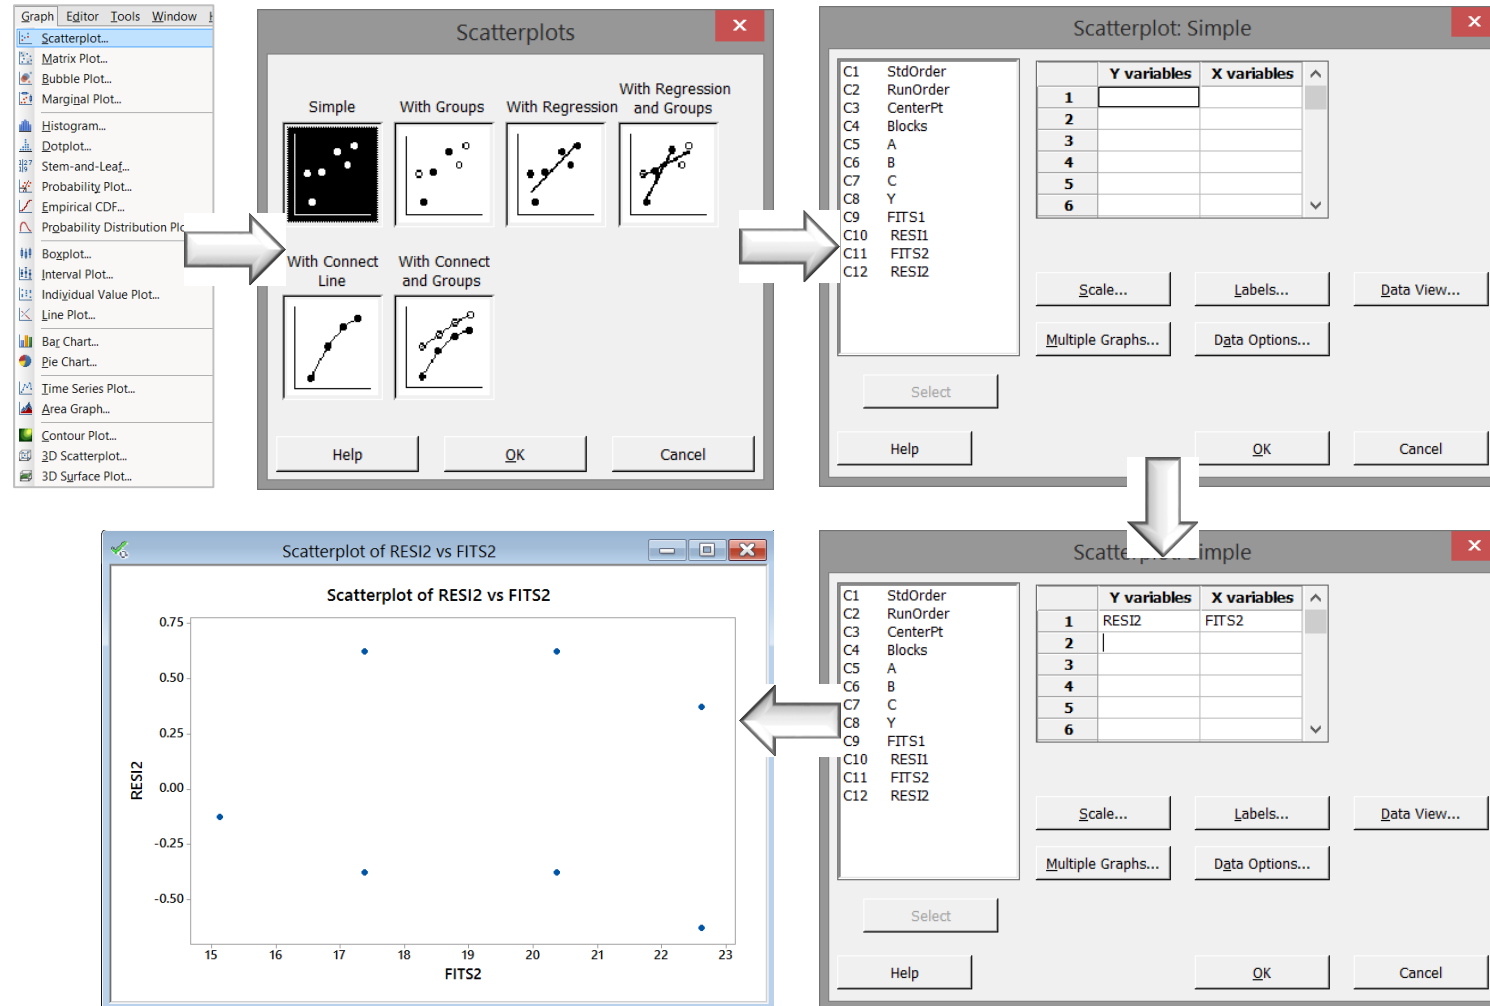 Graph Editor Tools Window
Scatterplot...
Matrix Plot...
Bubble Plot...
Marginal Plot...
Histogram...
Dotplot...
Stem-and-Leaf...
Probability Plot...
Empirical CDF...
Probability Distribution Plo
Boxplot...
Interval Plot...
Individual Value Plot...
Line Plot...
Bar Chart...
Pie Chart...
Time Series Plot...
Area Graph...
Contour Plot...
3D Scatterplot...
3D Surface Plot...
Scatterplots
Simple
With Groups
With Regression
With Regression
and Groups
With Connect
Line
With Connect
and Groups
Help
OK
Cancel
Scatterplot: Simple
C1 StdOrder
C2 RunOrder
C3 CenterPt
C4 Blocks
C5 A
C6 B
C7 C
C8 Y
C9 FITS1
C10 RESI1
C11 FITS2
C12 RESI2
Y variables X variables
1
2
3
4
5
6
Scale... Labels... Data View...
Multiple Graphs... Data Options...
Select
Help OK Cancel
Scatterplot: Simple
C1 StdOrder
C2 RunOrder
C3 CenterPt
C4 Blocks
C5 A
C6 B
C7 C
C8 Y
C9 FITS1
C10 RESI1
C11 FITS2
C12 RESI2
Y variables X variables
1 RESI2 FITS2
2
3
4
5
6
Scale... Labels... Data View...
Multiple Graphs... Data Options...
Select
Help OK Cancel
Scatterplot of RESI2 vs FITS2
Scatterplot of RESI2 vs FITS2
0.75
0.50
0.25
0.00
-0.25
-0.50
RESI2
15 16 17 18 19 20 21 22 23
FITS2